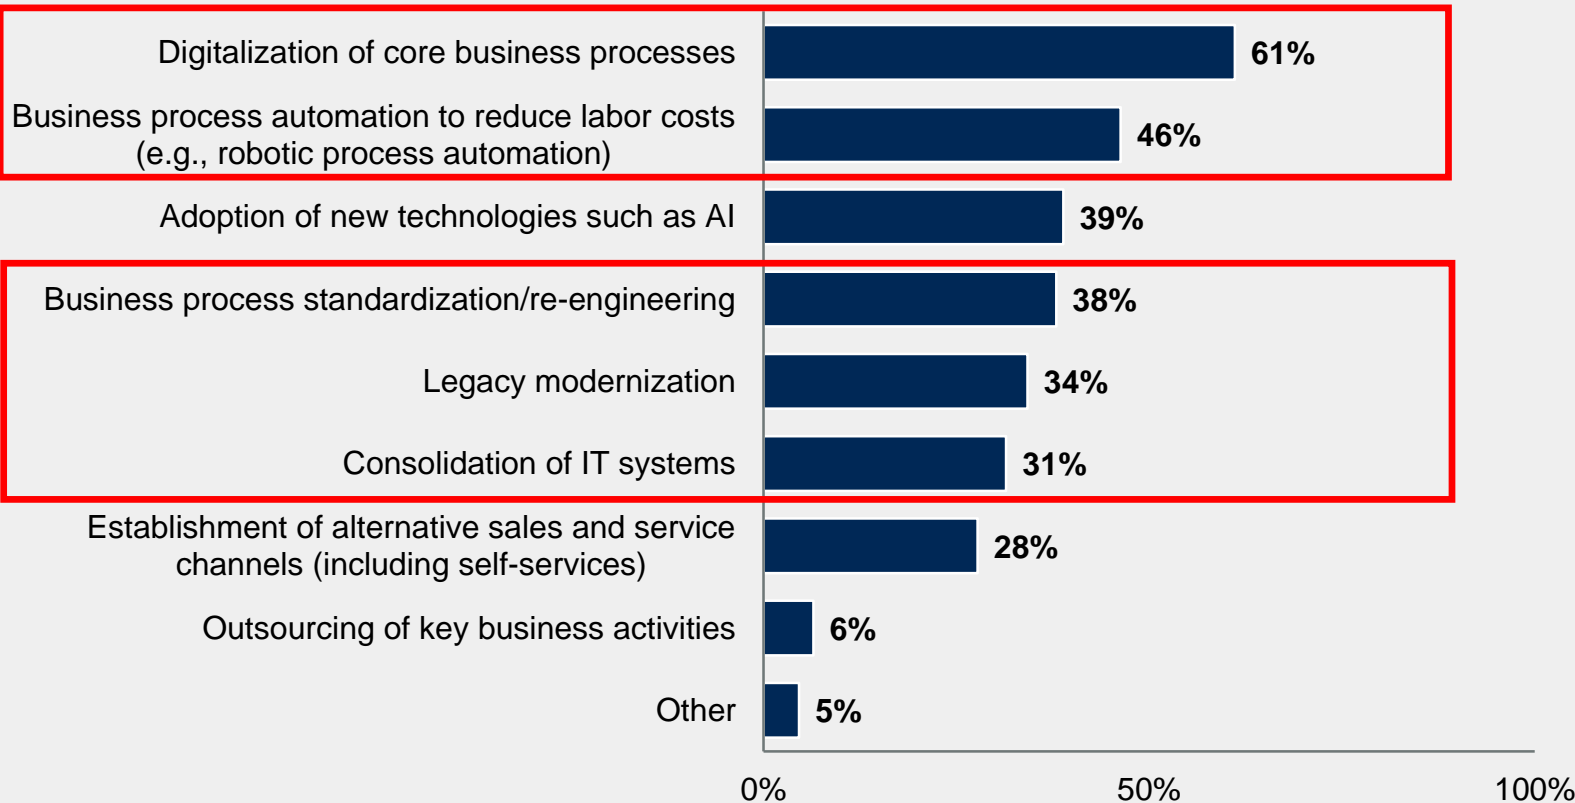 Digitalization of core business processes 61%
Business process automation to reduce labor costs
(e.g., robotic process automation) 46%
Adoption of new technologies such as AI 39%
Business process standardization/re-engineering 38%
Legacy modernization 34%
Consolidation of IT systems 31%
Establishment of alternative sales and service
channels (including self-services) 28%
Outsourcing of key business activities 6%
Other 5%
0% 50% 100%